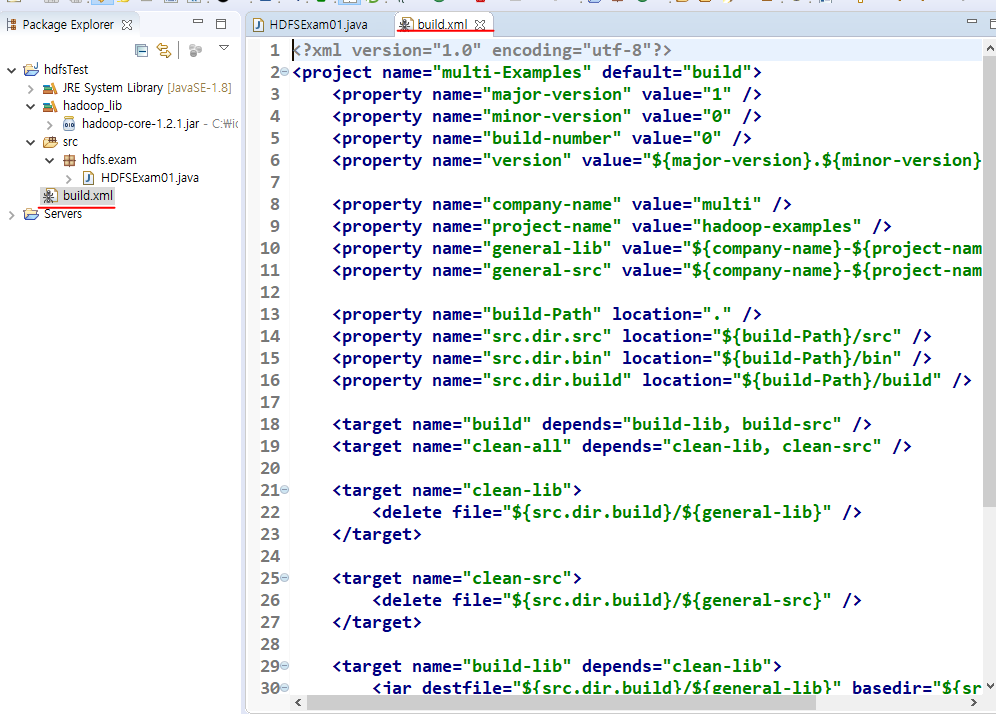 Package Explorer
hdfsTest
JRE System Library [JavaSE-1.8]
hadoop_lib
hadoop-core-1.2.1.jar - C:₩
src
hdfs.exam
HDFSExam01.java
build.xml
Servers
HDFSExam01.java
build.xml
1 <?xml version="1.0" encoding="utf-8"?>
2 <project name="multi-Examples" default="build">
3 <property name="major-version" value="1" />
4 <property name="minor-version" value="0" />
5 <property name="build-number" value="0" />
6 <property name="version" value="${major-version}.${minor-version}
7
8 <property name="company-name" value="multi" />
9 <property name="project-name" value="hadoop-examples" />
10 <property name="general-lib" value="${company-name}-${project-nam
11 <property name="general-src" value="${company-name}-${project-nam
12
13 <property name="build-Path" location="." />
14 <property name="src.dir.src" location="${build-Path}/src" />
15 <property name="src.dir.bin" location="${build-Path}/bin" />
16 <property name="src.dir.build" location="${build-Path}/build" />
17
18 <target name="build" depends="build-lib, build-src" />
19 <target name="clean-all" depends="clean-lib, clean-src" />
20
21 <target name="clean-lib">
22 <delete file="${src.dir.build}/${general-lib}" />
23 </target>
24
25 <target name="clean-src">
26 <delete file="${src.dir.build}/${general-src}" />
27 </target>
28
29 <target name="build-lib" depends="clean-lib">
30 <jar destfile="${src.dir.build}/${general-lib}" basedir="${sr